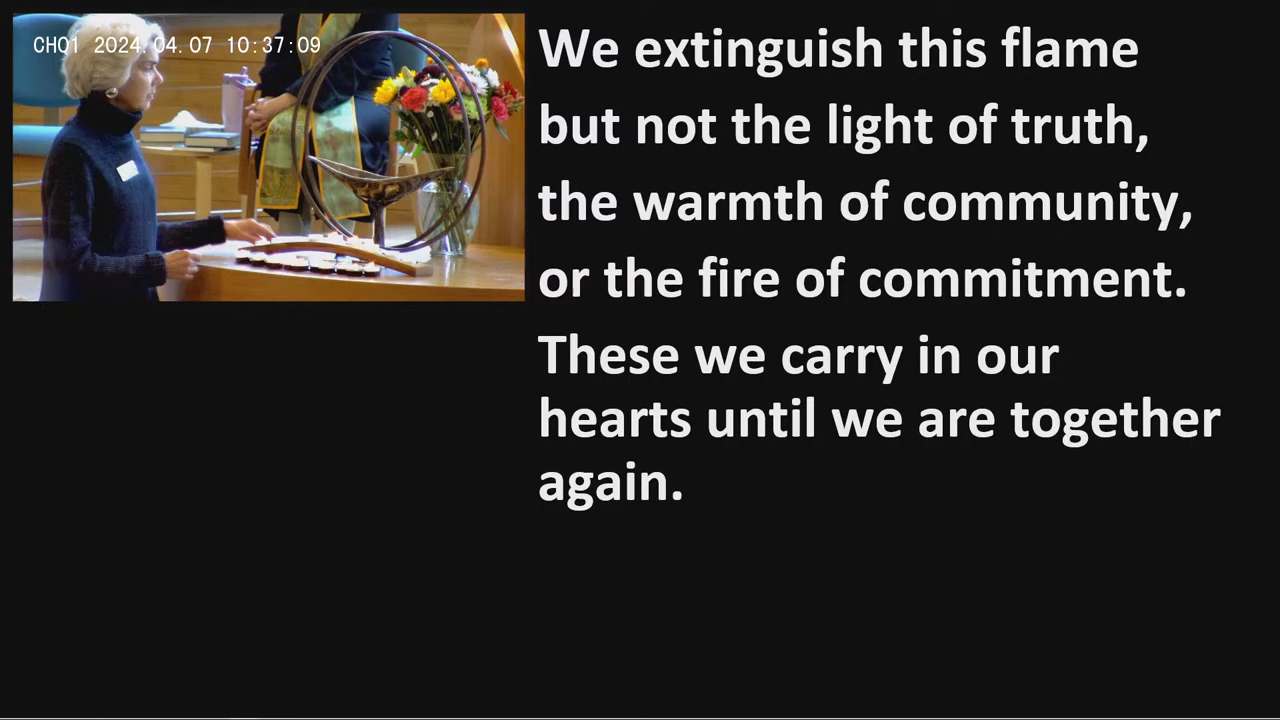 CH01 2024.04.07 10:37:09
We extinguish this flame
but not the light of truth,
the warmth of community,
or the fire of commitment.
These we carry in our
hearts until we are together
again.